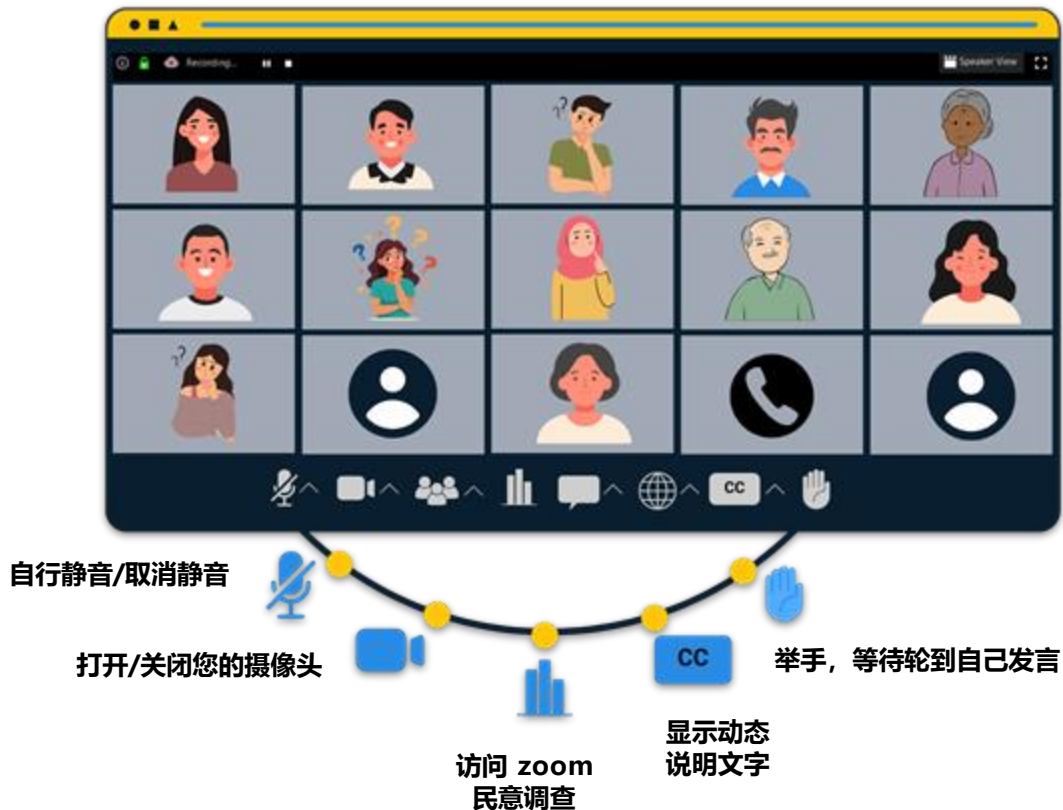 Recording...
Speaker View
CC
自行静音/取消静音
打开/关闭您的摄像头
CC
举手，等待轮到自己发言
访问 zoom
民意调查
显示动态
说明文字